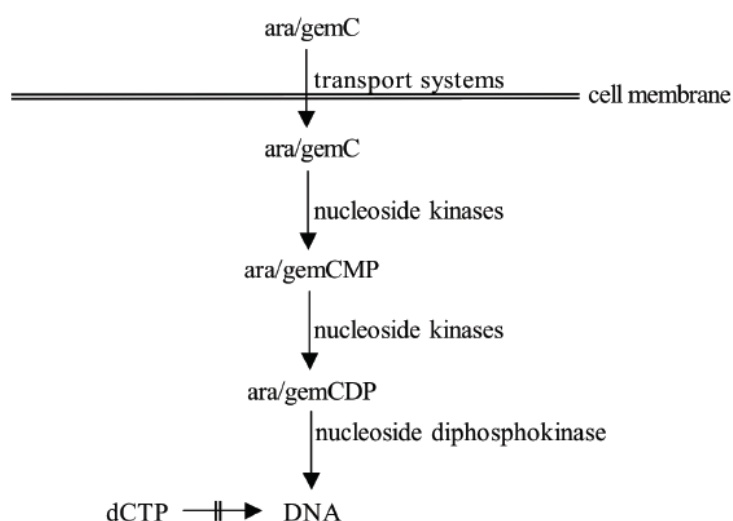 ara/gemC
transport systems
cell membrane
ara/gemC
nucleoside kinases
ara/gemCMP
nucleoside kinases
ara/gemCDP
nucleoside diphosphokinase
dCTP DNA